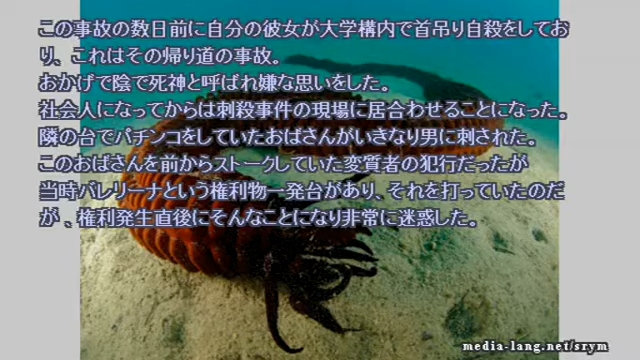 この事故の数日前に自分の彼女が大学構内で首吊り自殺をしてお
り、これはその帰り道の事故。
おかげで陰で死神と呼ばれ嫌な思いをした。
社会人になってからは刺殺事件の現場に居合わせることになった。
隣の台でパチンコをしていたおばさんがいきなり男に刺された。
このおばさんを前からストークしていた変質者の犯行だったが
当時バレリーナという権利物一発台があり、それを打っていたのだ
が 、権利発生直後にそんなことになり非常に迷惑した。
media-lang.net/srym